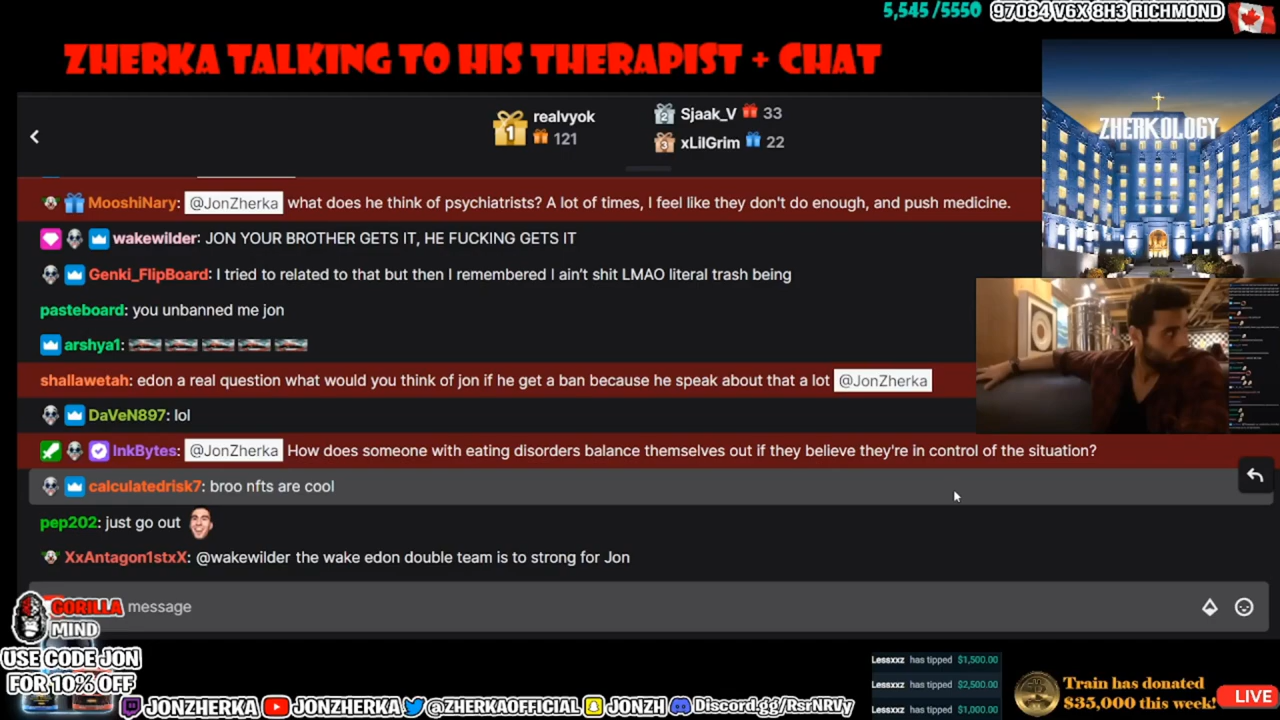 5,545 /5550
97084 V6X 8H3 RICHMOND
ZHERKA TALKING TO HIS THERAPIST + CHAT
ZHERKOLOGY
1 realvyok 121
2 Sjaak_V 33
3 xLilGrim 22
MooshiNary: @JonZherka what does he think of psychiatrists? A lot of times, I feel like they don't do enough, and push medicine.
wakewilder: JON YOUR BROTHER GETS IT, HE FUCKING GETS IT
Genki_FlipBoard: I tried to related to that but then I remembered I ain't shit LMAO literal trash being
pasteboard: you unbanned me jon
arshya1:
shallawetah: edon a real question what would you think of jon if he get a ban because he speak about that a lot @JonZherka
DaVeN897: lol
InkBytes: @JonZherka How does someone with eating disorders balance themselves out if they believe they're in control of the situation?
calculatedrisk7: broo nfts are cool
pep202: just go out
XxAntagon1stxX: @wakewilder the wake edon double team is to strong for Jon
message
GORILLA
MIND
USE CODE JON
FOR 10% OFF
Lessxxz has tipped $1,500.00
Lessxxz has tipped $2,500.00
Lessxxz has tipped $1,000.00
Train has donated
$35,000 this week!
LIVE
JONZHERKA JONZHERKA @ZHERKAOFFICIAL JONZH Discord.gg/RsrNRVy